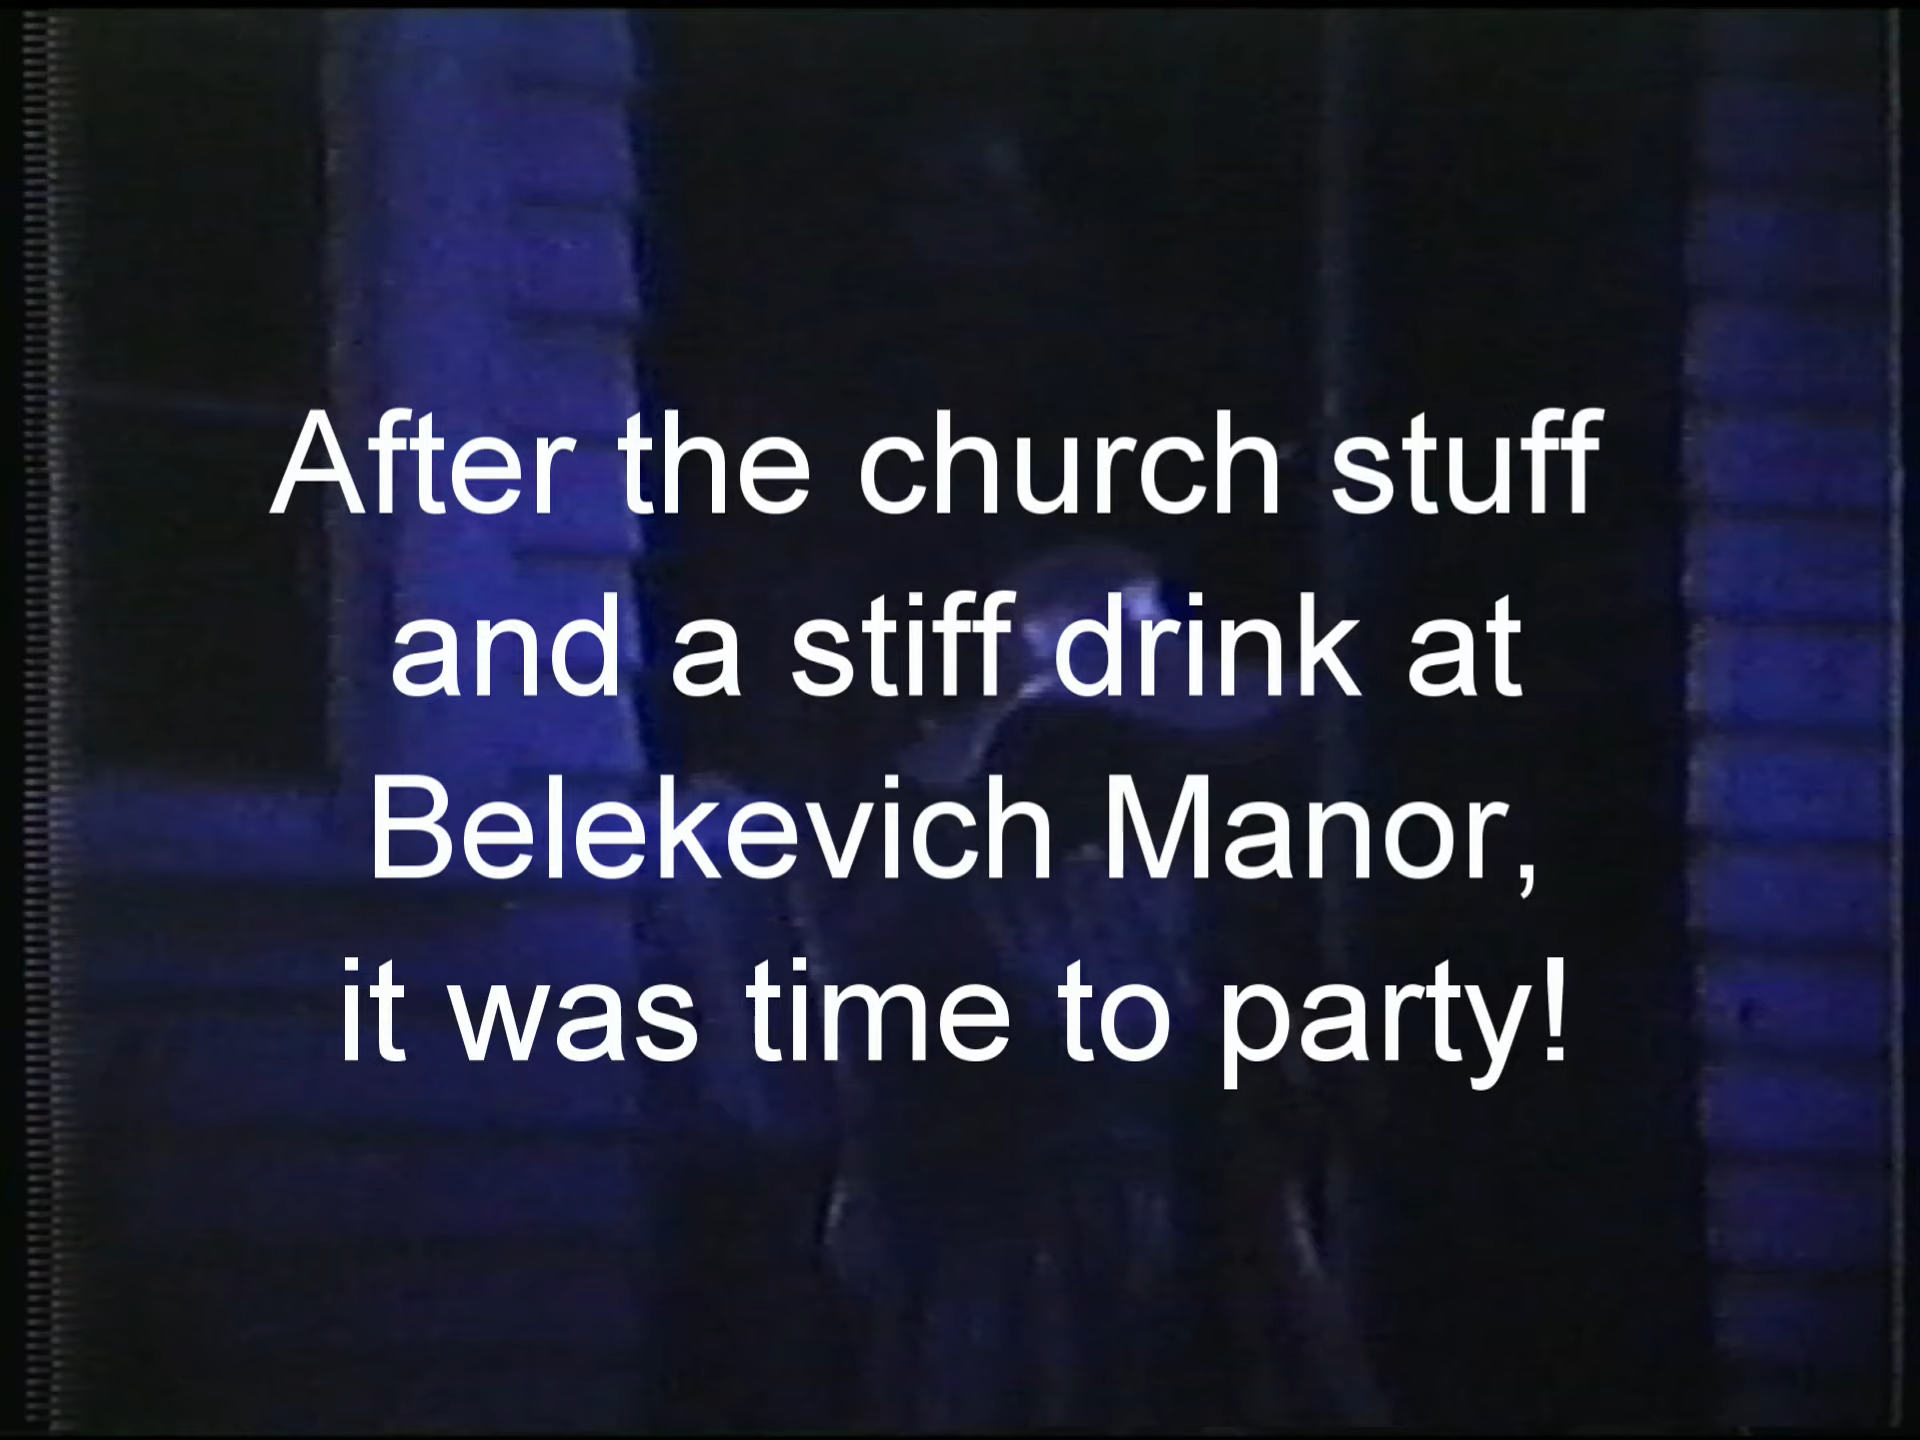 After the church stuff
and a stiff drink at
Belekevich Manor,
it was time to party!